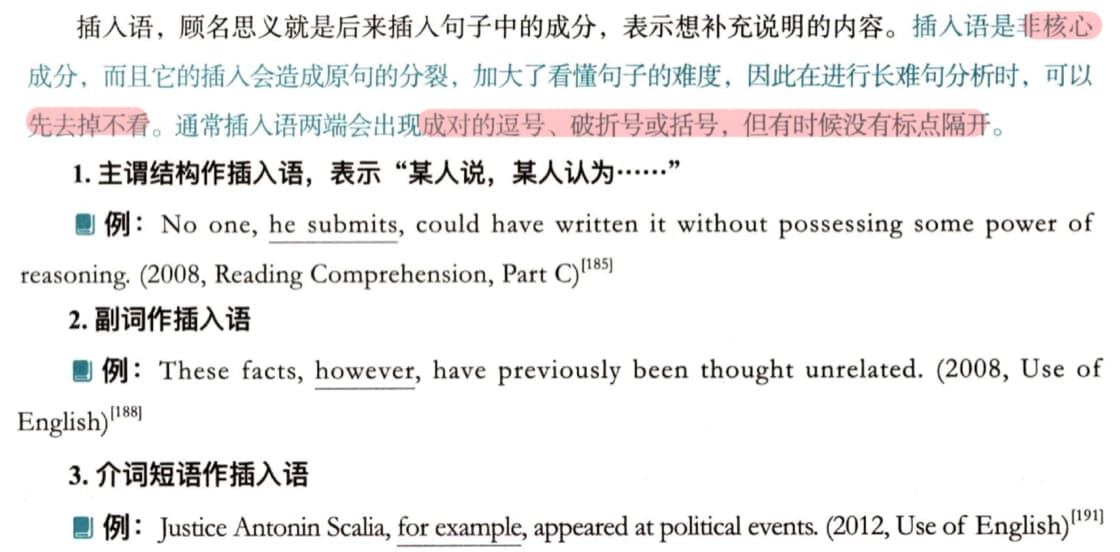 插入语，顾名思义就是后来插入句子中的成分，表示想补充说明的内容。插入语是非核心
成分，而且它的插入会造成原句的分裂，加大了看懂句子的难度，因此在进行长难句分析时，可以
先去掉不看。通常插入语两端会出现成对的逗号、破折号或括号，但有时候没有标点隔开。
1. 主谓结构作插入语，表示“某人说，某人认为……”
例：No one, he submits, could have written it without possessing some power of
reasoning. (2008, Reading Comprehension, Part C)[185]
2. 副词作插入语
例：These facts, however, have previously been thought unrelated. (2008, Use of
English)[188]
3. 介词短语作插入语
例：Justice Antonin Scalia, for example, appeared at political events. (2012, Use of English)[191]